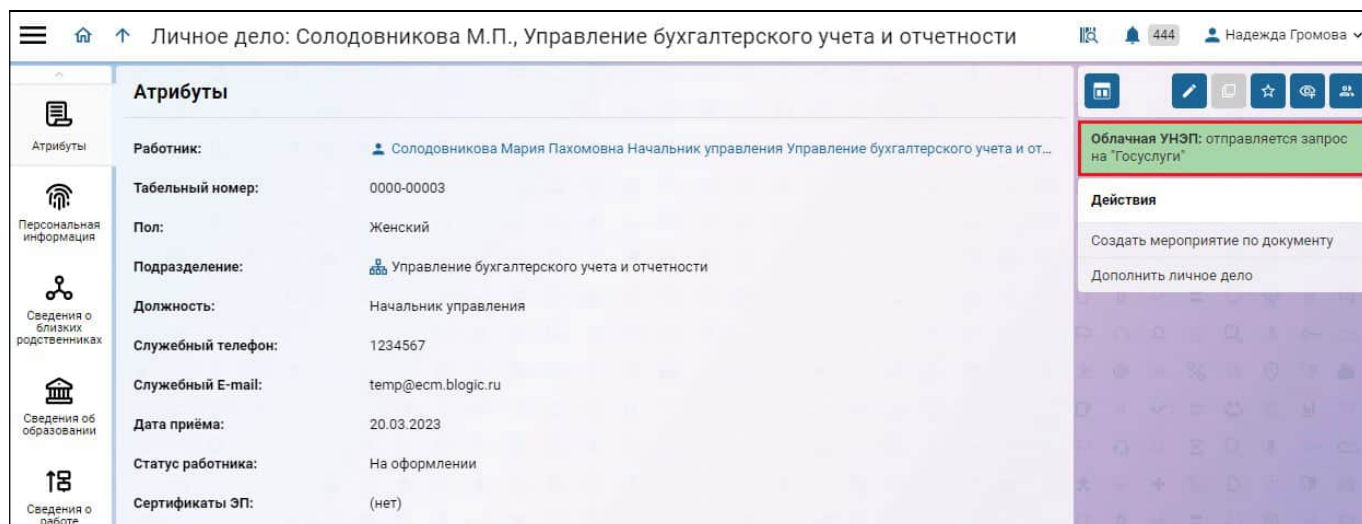 Личное дело: Солодовникова М.П., Управление бухгалтерского учета и отчетности
444
Надежда Громова
Атрибуты
Персональная
информация
Сведения о
близких
родственниках
Сведения об
образовании
Сведения о
работе
Атрибуты
Работник: Солодовникова Мария Пахомовна Начальник управления Управление бухгалтерского учета и от...
Табельный номер: 0000-00003
Пол: Женский
Подразделение: Управление бухгалтерского учета и отчетности
Должность: Начальник управления
Служебный телефон: 1234567
Служебный E-mail: temp@ecm.blogic.ru
Дата приёма: 20.03.2023
Статус работника: На оформлении
Сертификаты ЭП: (нет)
Облачная УНЭП: отправляется запрос
на "Госуслуги"
Действия
Создать мероприятие по документу
Дополнить личное дело